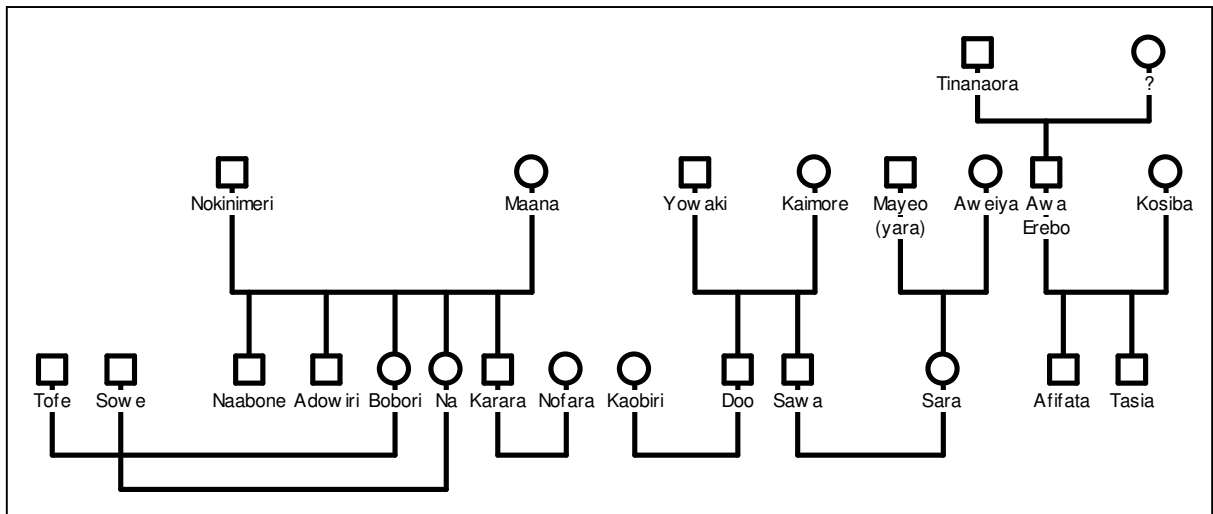 Tinanaora ?
Nokinimeri Maana Yowaki Kaimore Mayeo Aweiya Awa Kosiba
(yara) Erebo
Tofe Sowe Naabone Adowiri Bobori Na Karara Nofara Kaobiri Doo Sawa Sara Afifata Tasia